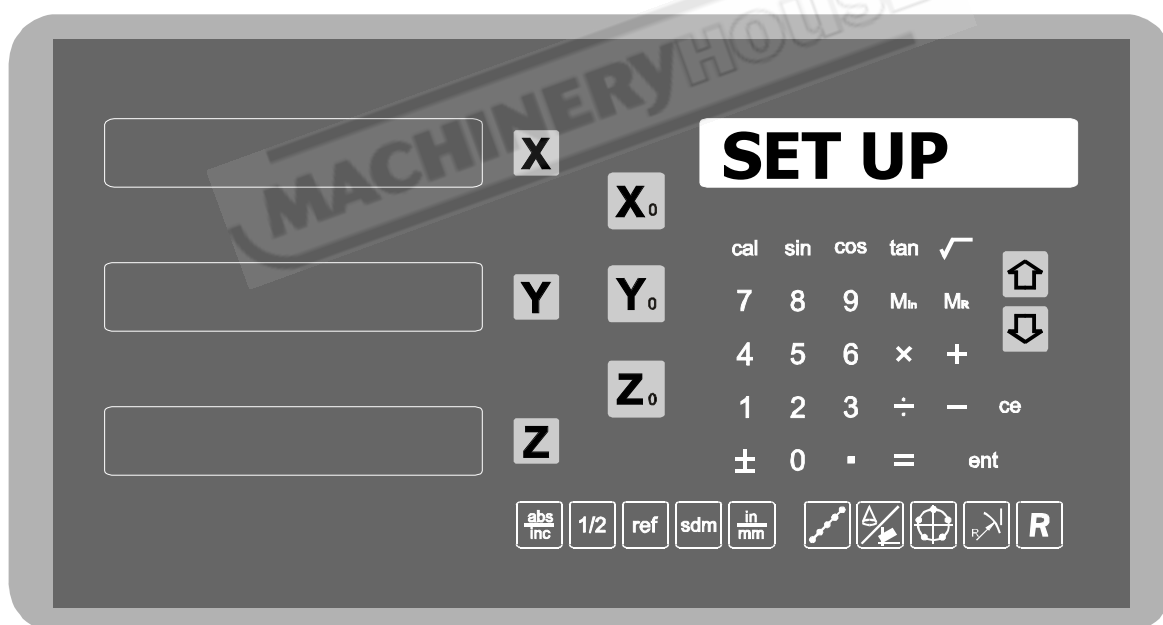 MACHINERYHOUSE
X
SET UP
X0
cal sin cos tan √
Y
Y0
7 8 9 MIn MR
4 5 6 × +
Z0
1 2 3 ÷ − ce
Z
± 0 . = ent
abs
inc
1/2
ref
sdm
in
mm
R
R